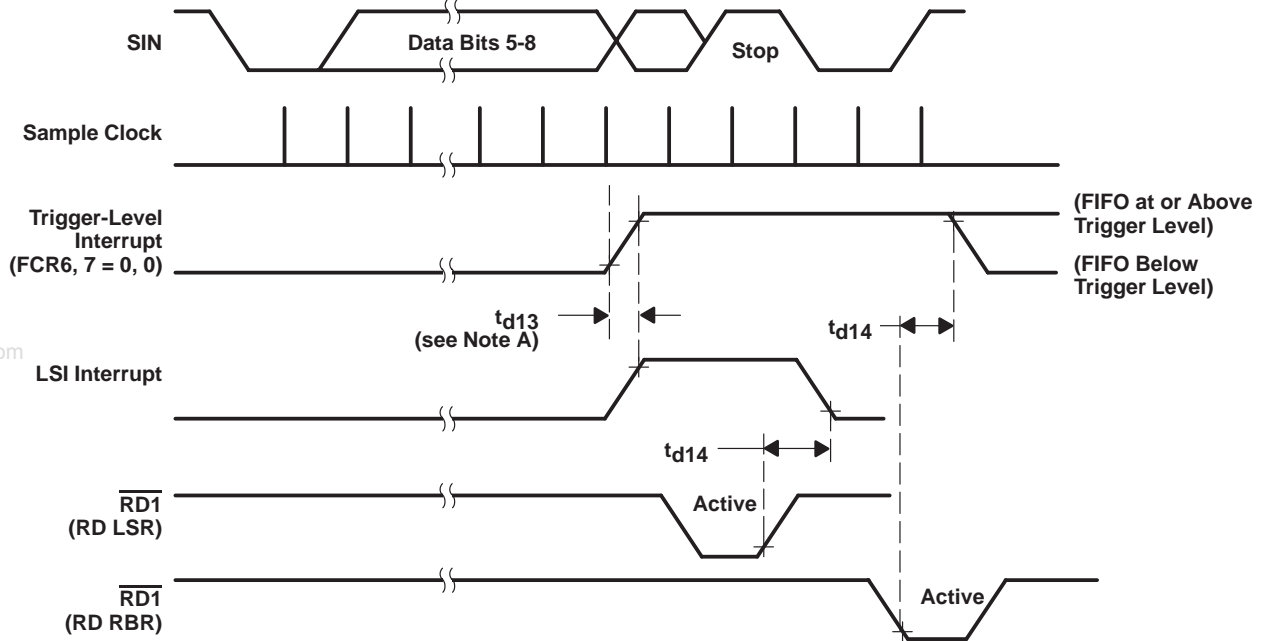 SIN
Data Bits 5-8
Stop
Sample Clock
Trigger-Level
Interrupt
(FCR6, 7 = 0, 0)
(FIFO at or Above
Trigger Level)
(FIFO Below
Trigger Level)
td13
(see Note A)
td14
om
LSI Interrupt
td14
RD1
(RD LSR)
Active
RD1
(RD RBR)
Active